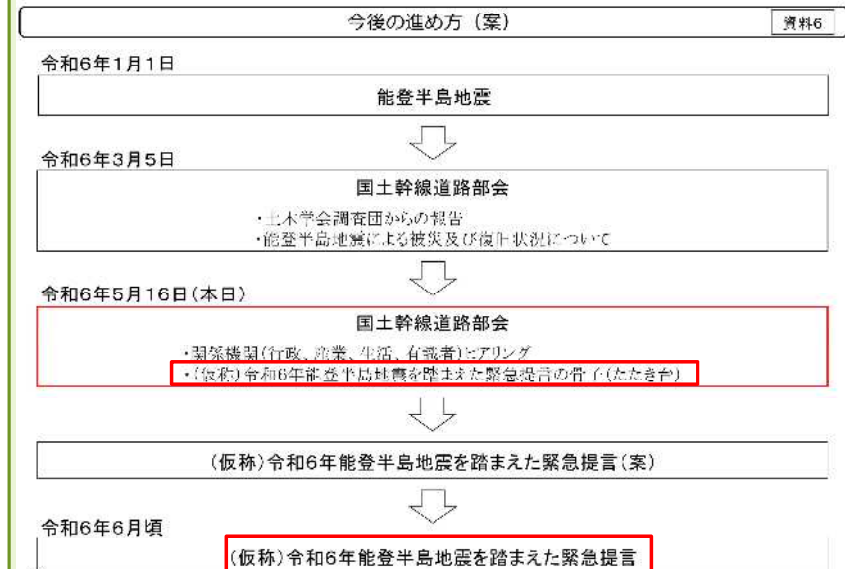 今後の進め方（案）
資料6
令和6年1月1日
能登半島地震
令和6年3月5日
国土幹線道路部会
・土木学会調査団からの報告
・能登半島地震による被災及び復旧状況について
令和6年5月16日(本日)
国土幹線道路部会
・関係機関(行政、産業、生活、有識者)ヒアリング
・(仮称)令和6年能登半島地震を踏まえた緊急提言の骨子(たたき台)
(仮称)令和6年能登半島地震を踏まえた緊急提言(案)
令和6年6月頃
(仮称)令和6年能登半島地震を踏まえた緊急提言